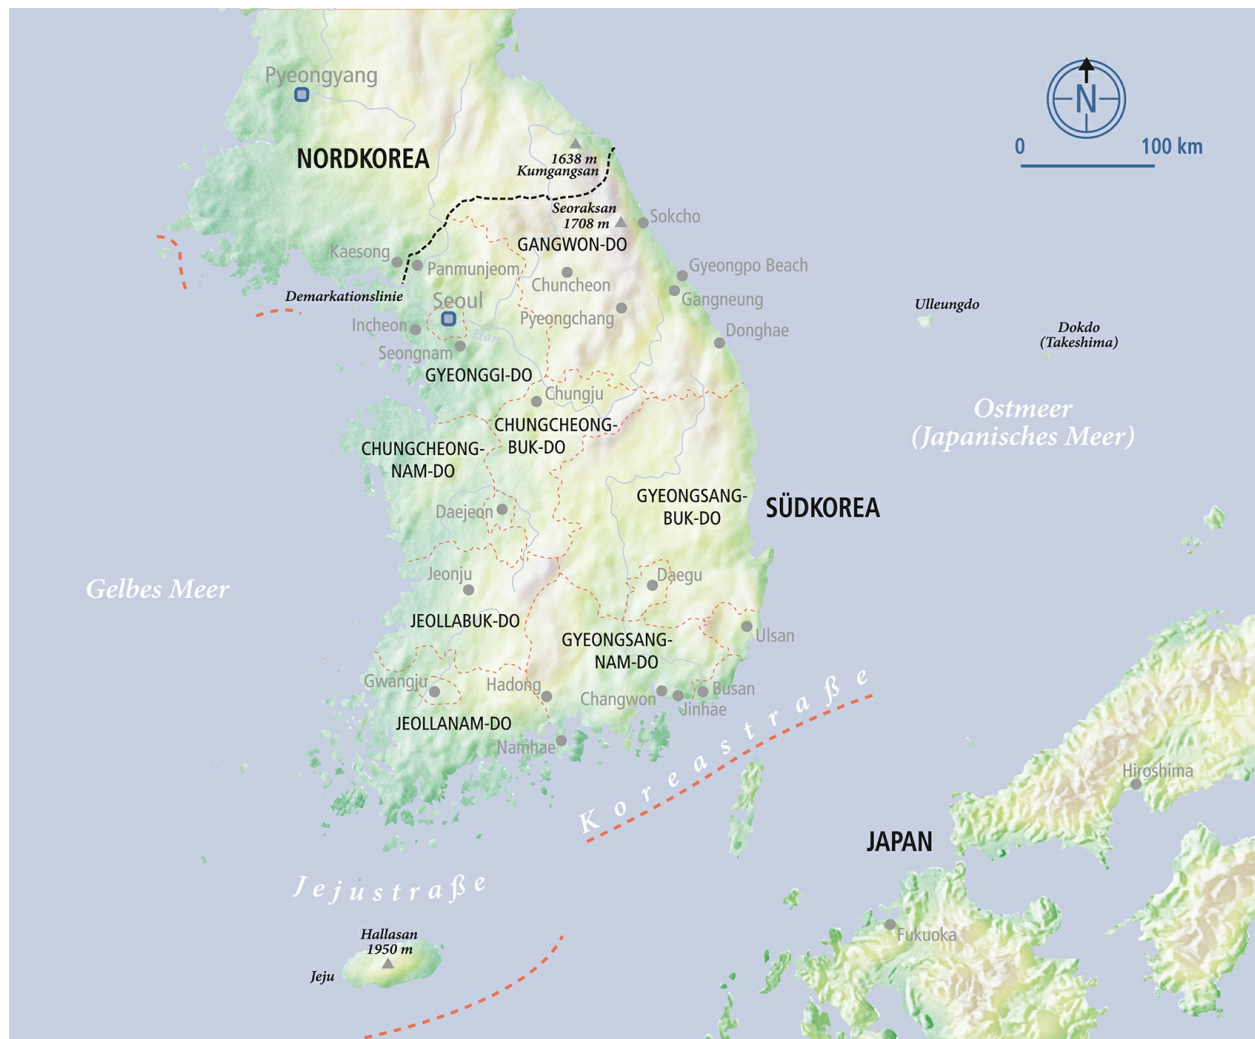 Pyeongyang
N
0 100 km
NORDKOREA
1638 m
Kumgangsan
Seoraksan
1708 m
Sokcho
GANGWON-DO
Kaesong
Panmunjeom
Gyeongpo Beach
Chuncheon
Demarkationslinie
Seoul
Gangneung
Ulleungdo
Pyeongchang
Incheon
Donghae
Dokdo
(Takeshima)
Han
Seongnam
GYEONGGI-DO
Chungju
Ostmeer
(Japanisches Meer)
CHUNGCHEONG-
BUK-DO
CHUNGCHEONG-
NAM-DO
GYEONGSANG-
BUK-DO
SÜDKOREA
Daejeon
Jeonju
Daegu
Gelbes Meer
JEOLLABUK-DO
Ulsan
GYEONGSANG-
NAM-DO
Gwangju
Hadong
Changwon
Busan
Jinhae
JEOLLANAM-DO
Namhae
Koreastraße
Hiroshima
JAPAN
Jejustraße
Hallasan
1950 m
Fukuoka
Jeju